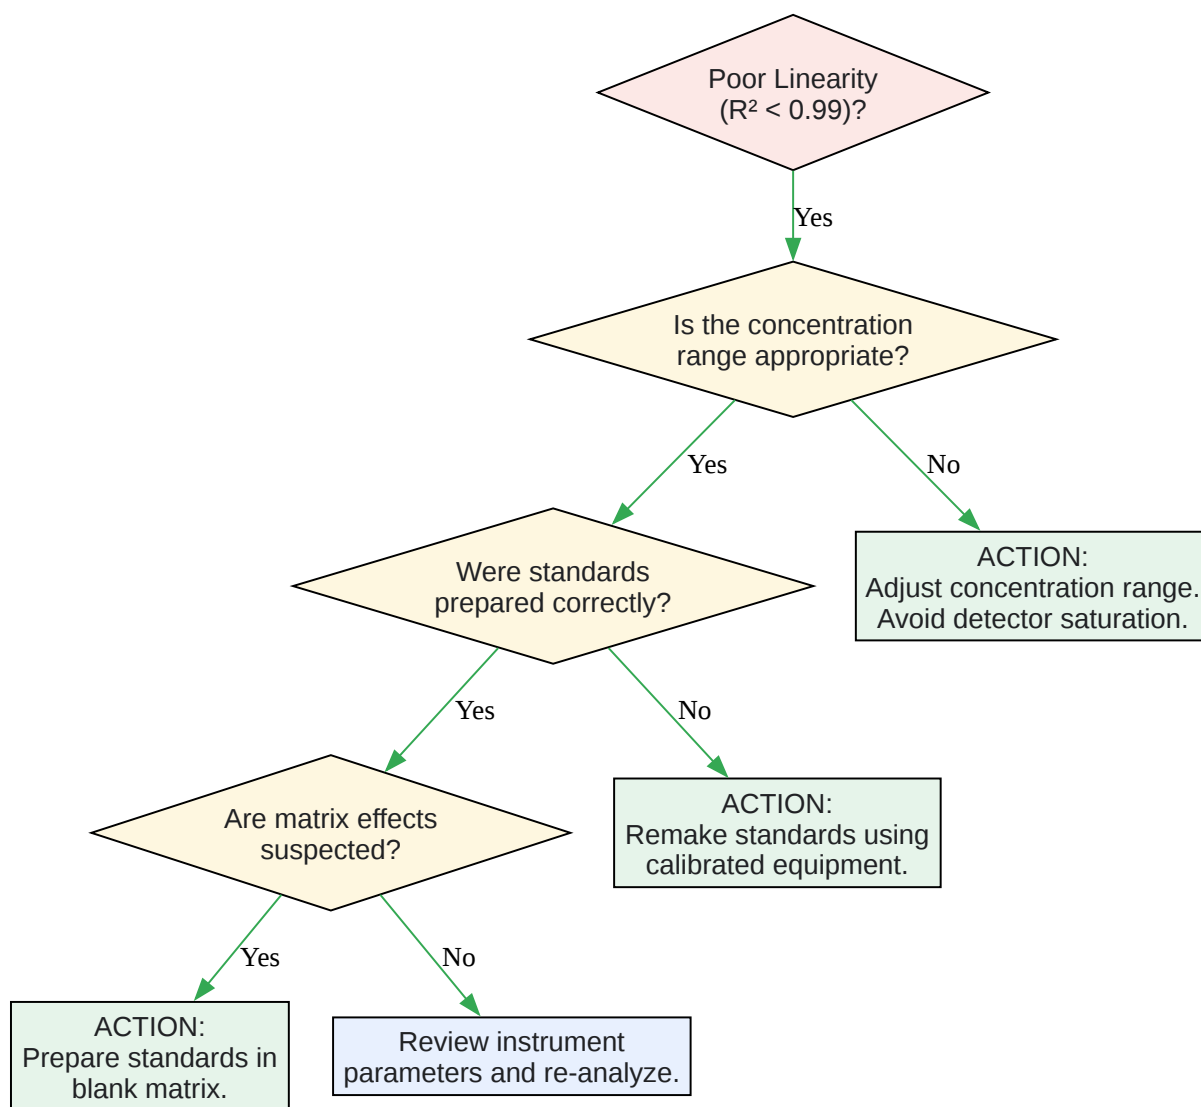 Poor Linearity
(R² < 0.99)?
Yes
Is the concentration
range appropriate?
Yes
No
Were standards
prepared correctly?
ACTION:
Adjust concentration range.
Avoid detector saturation.
Yes
No
Are matrix effects
suspected?
ACTION:
Remake standards using
calibrated equipment.
Yes
No
ACTION:
Prepare standards in
blank matrix.
Review instrument
parameters and re-analyze.